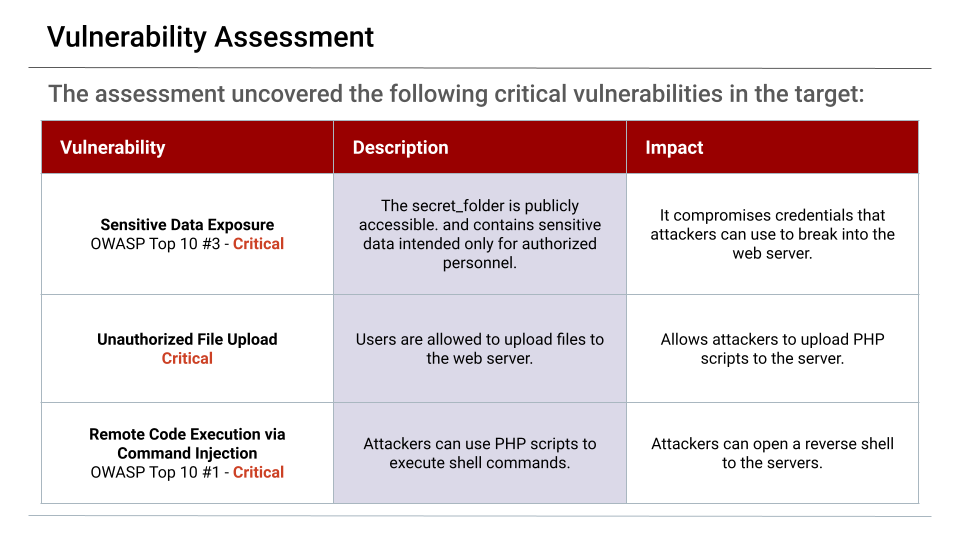 Vulnerability Assessment
The assessment uncovered the following critical vulnerabilities in the target:
Vulnerability
Description
Impact
Sensitive Data Exposure
OWASP Top 10 #3 - Critical
The secret_folder is publicly
accessible. and contains sensitive
data intended only for authorized
personnel.
It compromises credentials that
attackers can use to break into the
web server.
Unauthorized File Upload
Critical
Users are allowed to upload files to
the web server.
Allows attackers to upload PHP
scripts to the server.
Remote Code Execution via
Command Injection
OWASP Top 10 #1 - Critical
Attackers can use PHP scripts to
execute shell commands.
Attackers can open a reverse shell
to the servers.